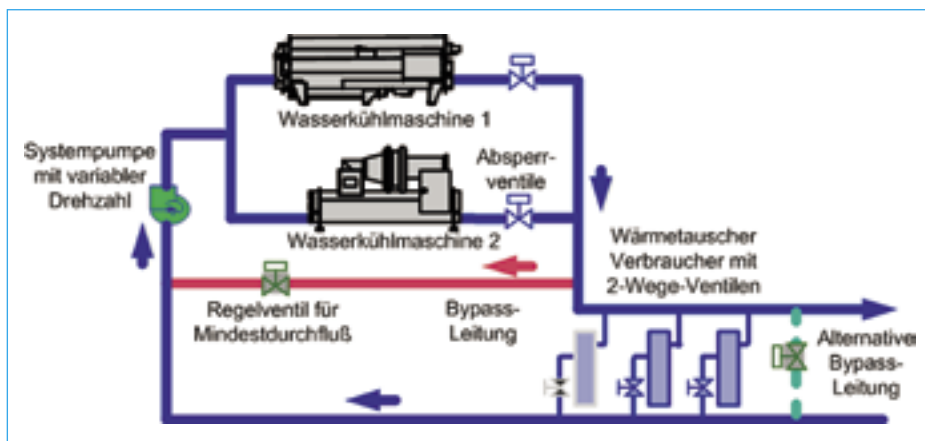 Wasserkühlmaschine 1
Systempumpe
mit variabler
Drehzahl
Absperr-
ventile
Wasserkühlmaschine 2
Wärmetauscher
Verbraucher mit
2-Wege-Ventilen
Regelventil für
Mindestdurchfluß
Bypass-
Leitung
Alternative
Bypass-
Leitung